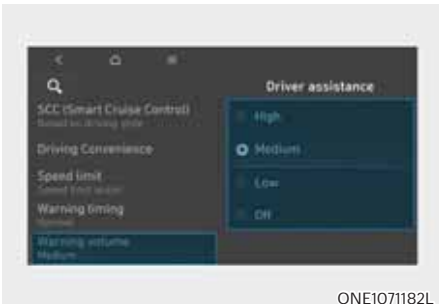 Driver assistance
SCC (Smart Cruise Control)
Based on driving style
Driving Convenience
Speed limit
Speed limit assist
Warning timing
Normal
Warning volume
Medium
High
Medium
Low
Off
ONE1071182L